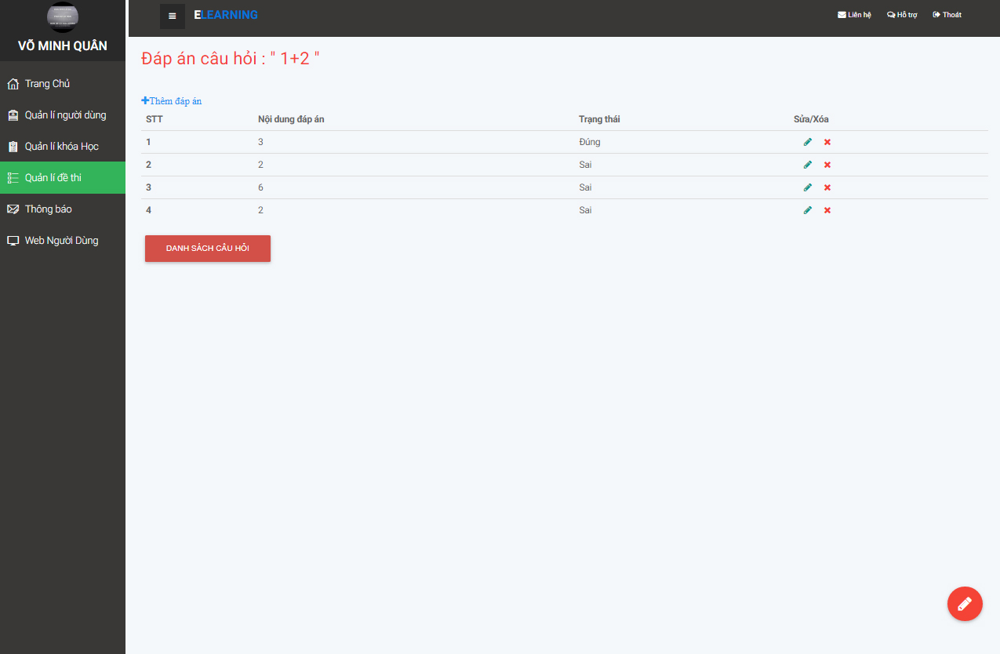 VÕ MINH QUÂN
Trang Chủ
Quản lí người dùng
Quản lí khóa Học
Quản lí đề thi
Thông báo
Web Người Dùng
ELEARNING
Liên hệ Hỗ trợ Thoát
Đáp án câu hỏi : " 1+2 "
Thêm đáp án
STT Nội dung đáp án Trạng thái Sửa/Xóa
1 3 Đúng
2 2 Sai
3 6 Sai
4 2 Sai
DANH SÁCH CÂU HỎI